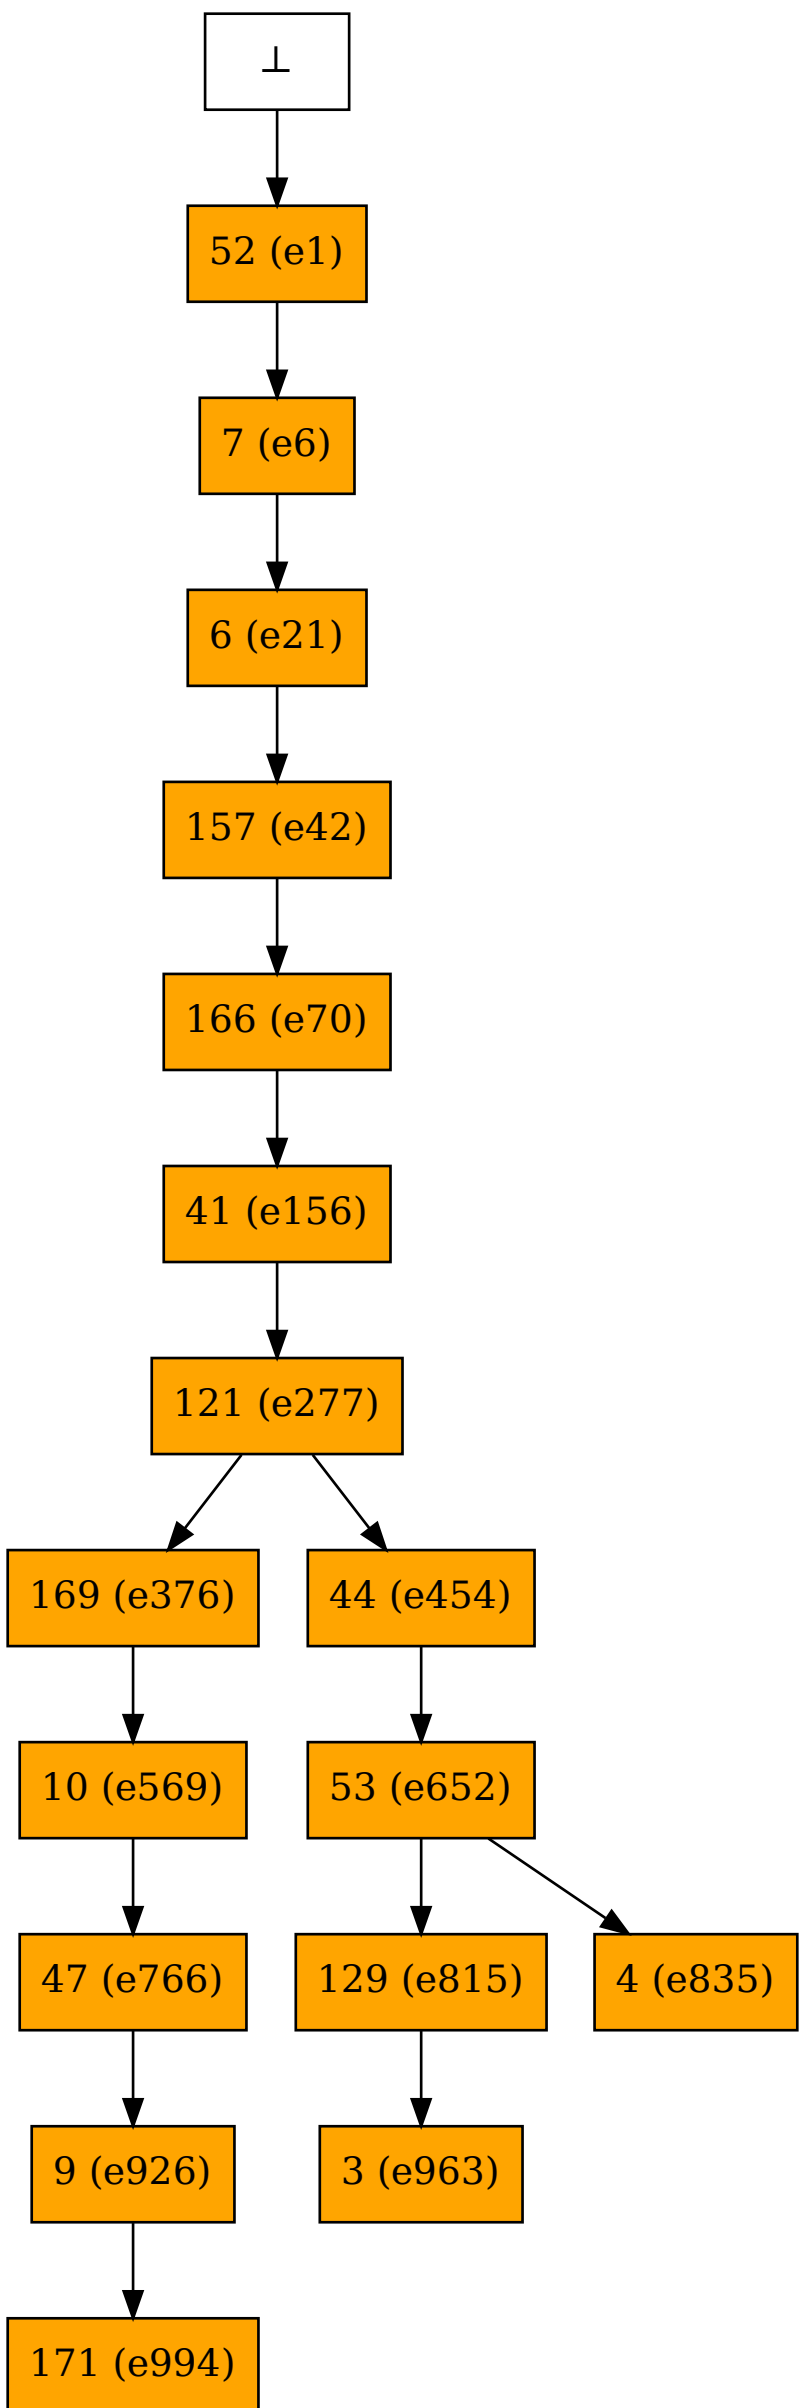 ⊥
52 (e1)
7 (e6)
6 (e21)
157 (e42)
166 (e70)
41 (e156)
121 (e277)
169 (e376)
44 (e454)
10 (e569)
53 (e652)
47 (e766)
129 (e815)
4 (e835)
9 (e926)
3 (e963)
171 (e994)